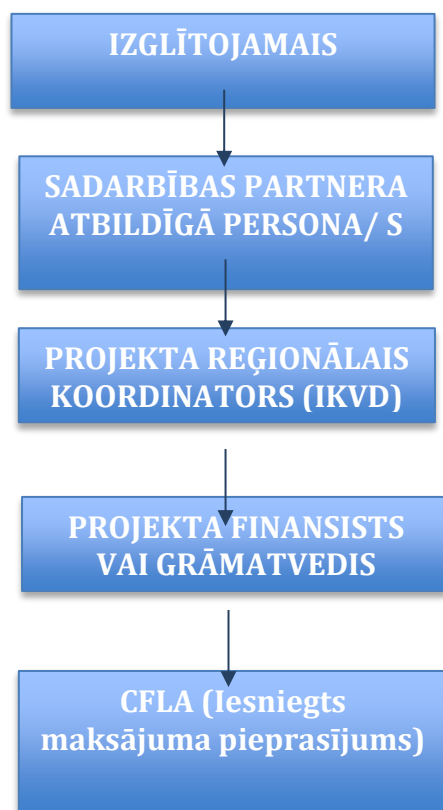 IZGLĪTOJAMAIS
SADARBĪBAS PARTNERA
ATBILDĪGĀ PERSONA/ S
PROJEKTA REĢIONĀLAIS
KOORDINATORS (IKVD)
PROJEKTA FINANSISTS
VAI GRĀMATVEDIS
CFLA (Iesniegts
maksājuma pieprasījums)